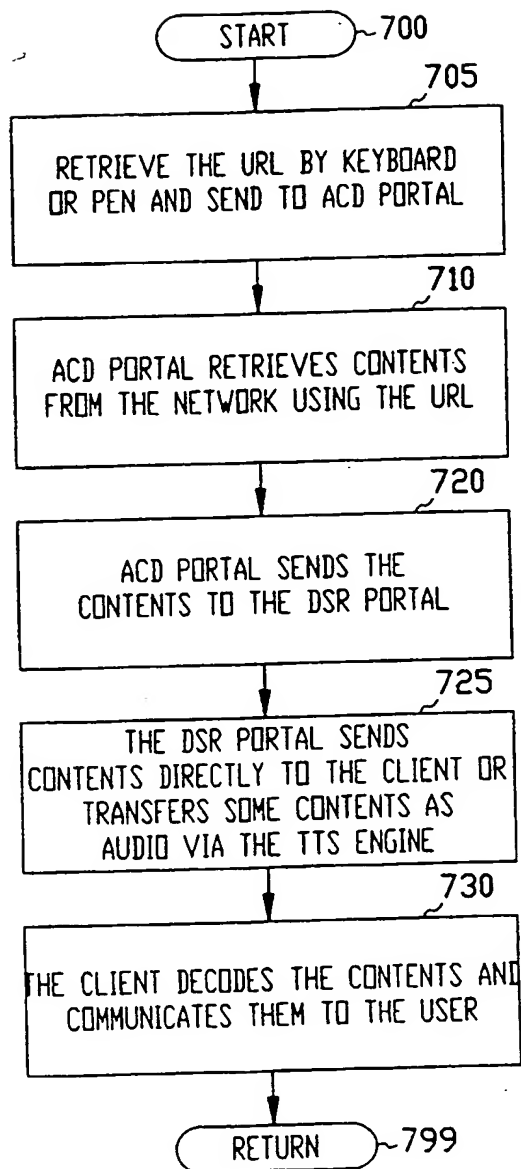 START
700
705
RETRIEVE THE URL BY KEYBOARD
OR PEN AND SEND TO ACD PORTAL
710
ACD PORTAL RETRIEVES CONTENTS
FROM THE NETWORK USING THE URL
720
ACD PORTAL SENDS THE
CONTENTS TO THE DSR PORTAL
725
THE DSR PORTAL SENDS
CONTENTS DIRECTLY TO THE CLIENT OR
TRANSFERS SOME CONTENTS AS
AUDIO VIA THE TTS ENGINE
730
THE CLIENT DECODES THE CONTENTS AND
COMMUNICATES THEM TO THE USER
RETURN
799